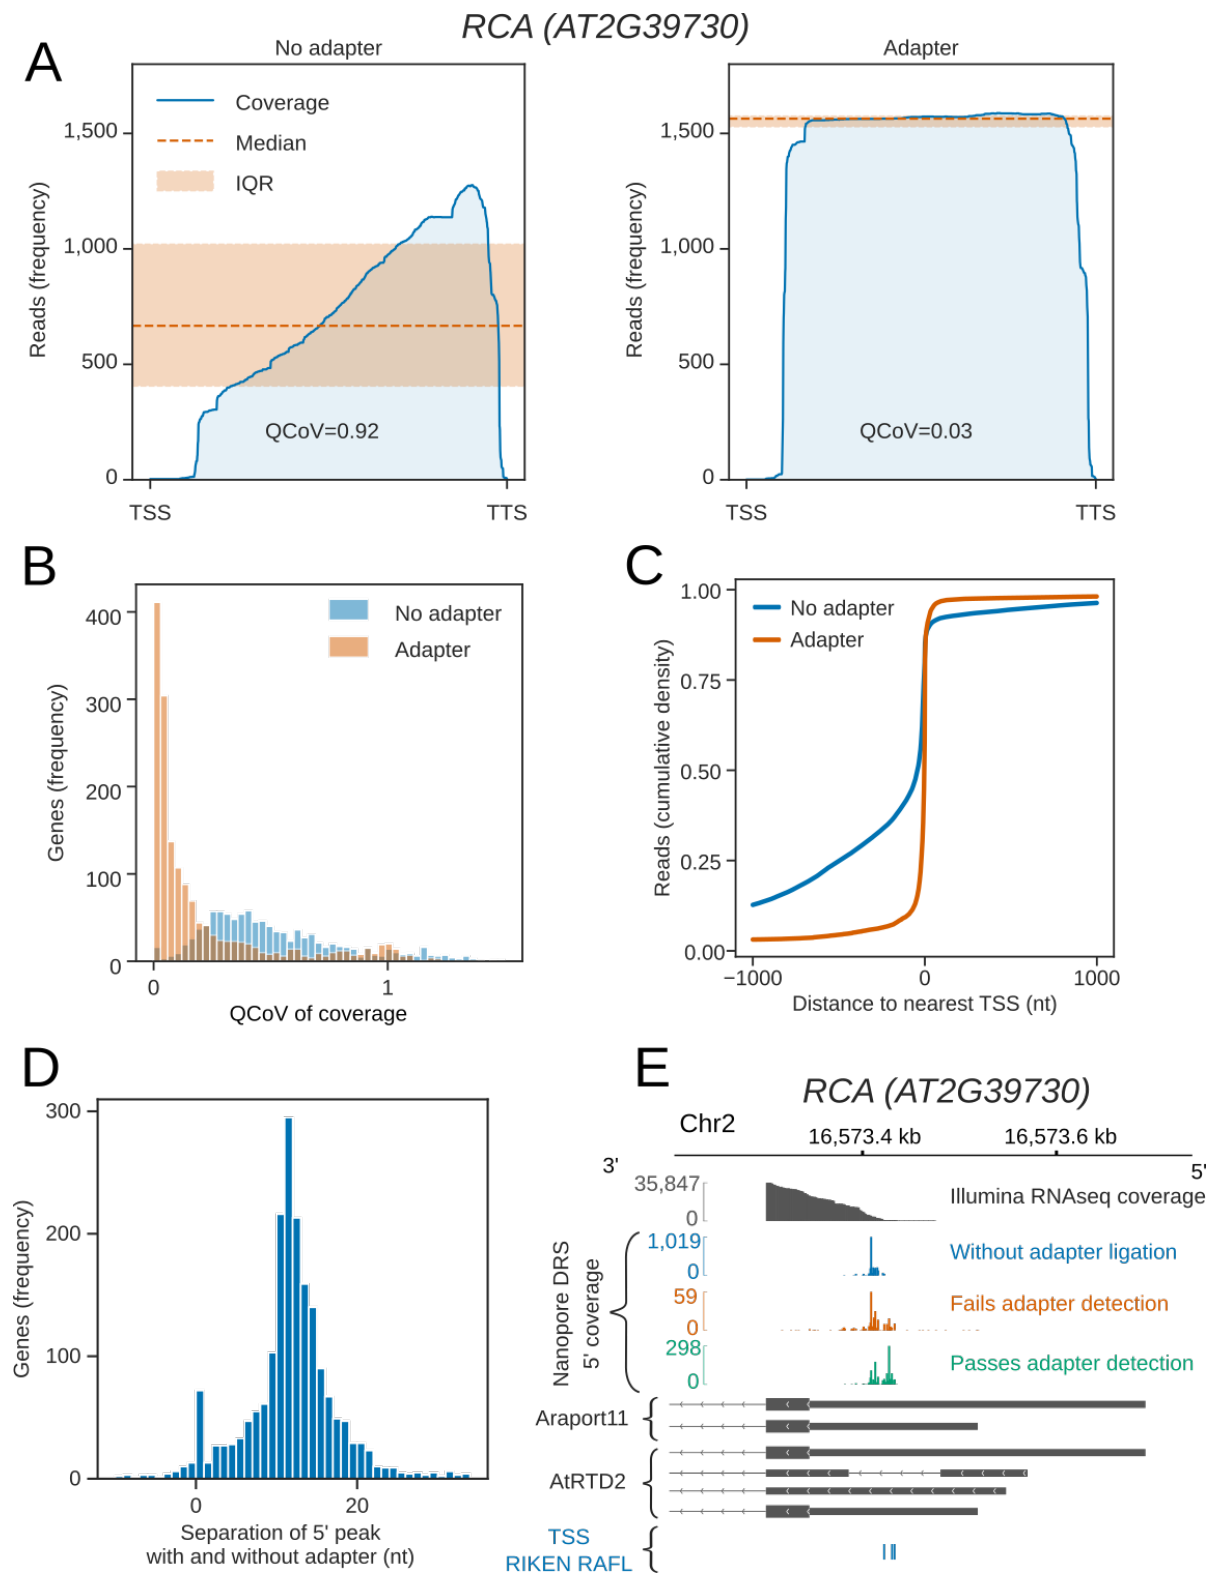 RCA (AT2G39730)
A
No adapter
Adapter
Coverage
Median
IQR
1,500
1,000
500
0
Reads (frequency)
QCoV=0.92
TSS
TTS
1,500
1,000
500
0
Reads (frequency)
QCoV=0.03
TSS
TTS
B
No adapter
Adapter
400
300
200
100
0
Genes (frequency)
0
1
QCoV of coverage
C
No adapter
Adapter
1.00
0.75
0.50
0.25
0.00
Reads (cumulative density)
−1000
0
1000
Distance to nearest TSS (nt)
D
300
200
100
0
Genes (frequency)
0
20
Separation of 5' peak
with and without adapter (nt)
E
RCA (AT2G39730)
Chr2
16,573.4 kb
16,573.6 kb
3'
5'
35,847
0
Illumina RNAseq coverage
Nanopore DRS
5' coverage
1,019
0
Without adapter ligation
59
0
Fails adapter detection
298
0
Passes adapter detection
Araport11
AtRTD2
TSS
RIKEN RAFL